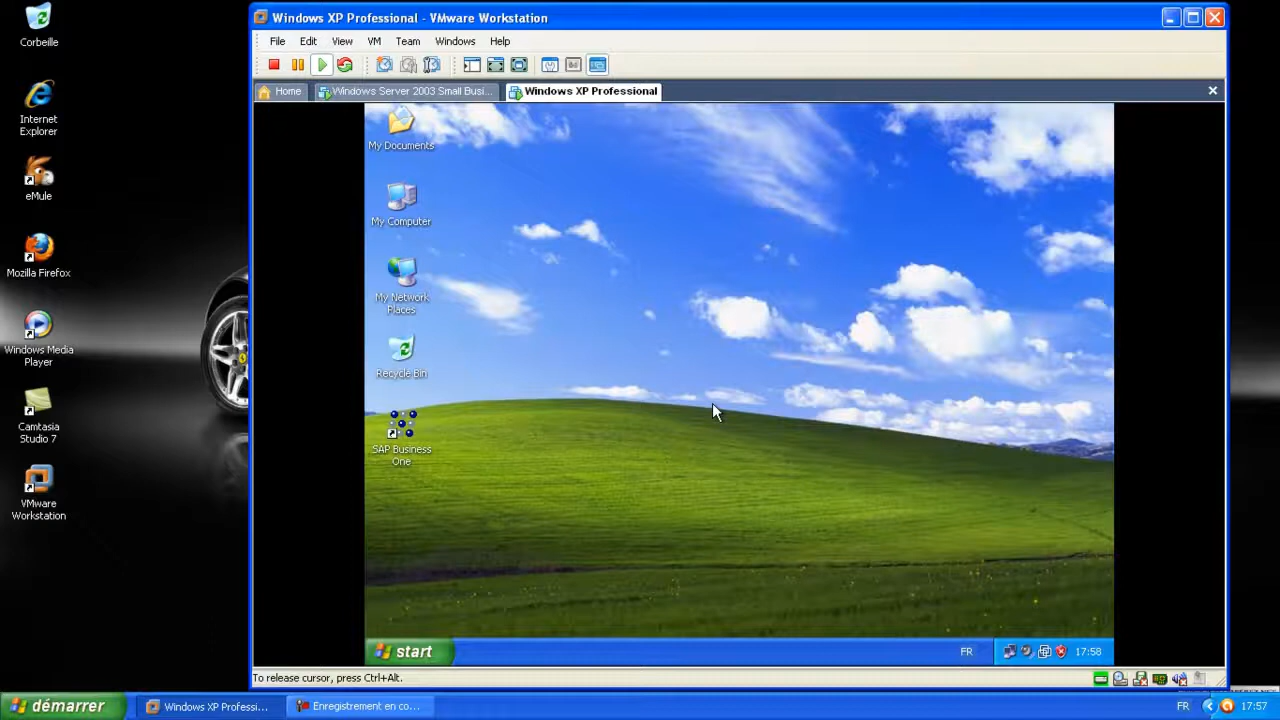 Corbeille
Internet
Explorer
eMule
Mozilla Firefox
Windows Media
Player
Camtasia
Studio 7
VMware
Workstation
Windows XP Professional - VMware Workstation
File Edit View VM Team Windows Help
Home Windows Server 2003 Small Busi... Windows XP Professional
My Documents
My Computer
My Network
Places
Recycle Bin
SAP Business
One
start FR 17:58
To release cursor, press Ctrl+Alt.
démarrer Windows XP Professi... Enregistrement en co... FR 17:57